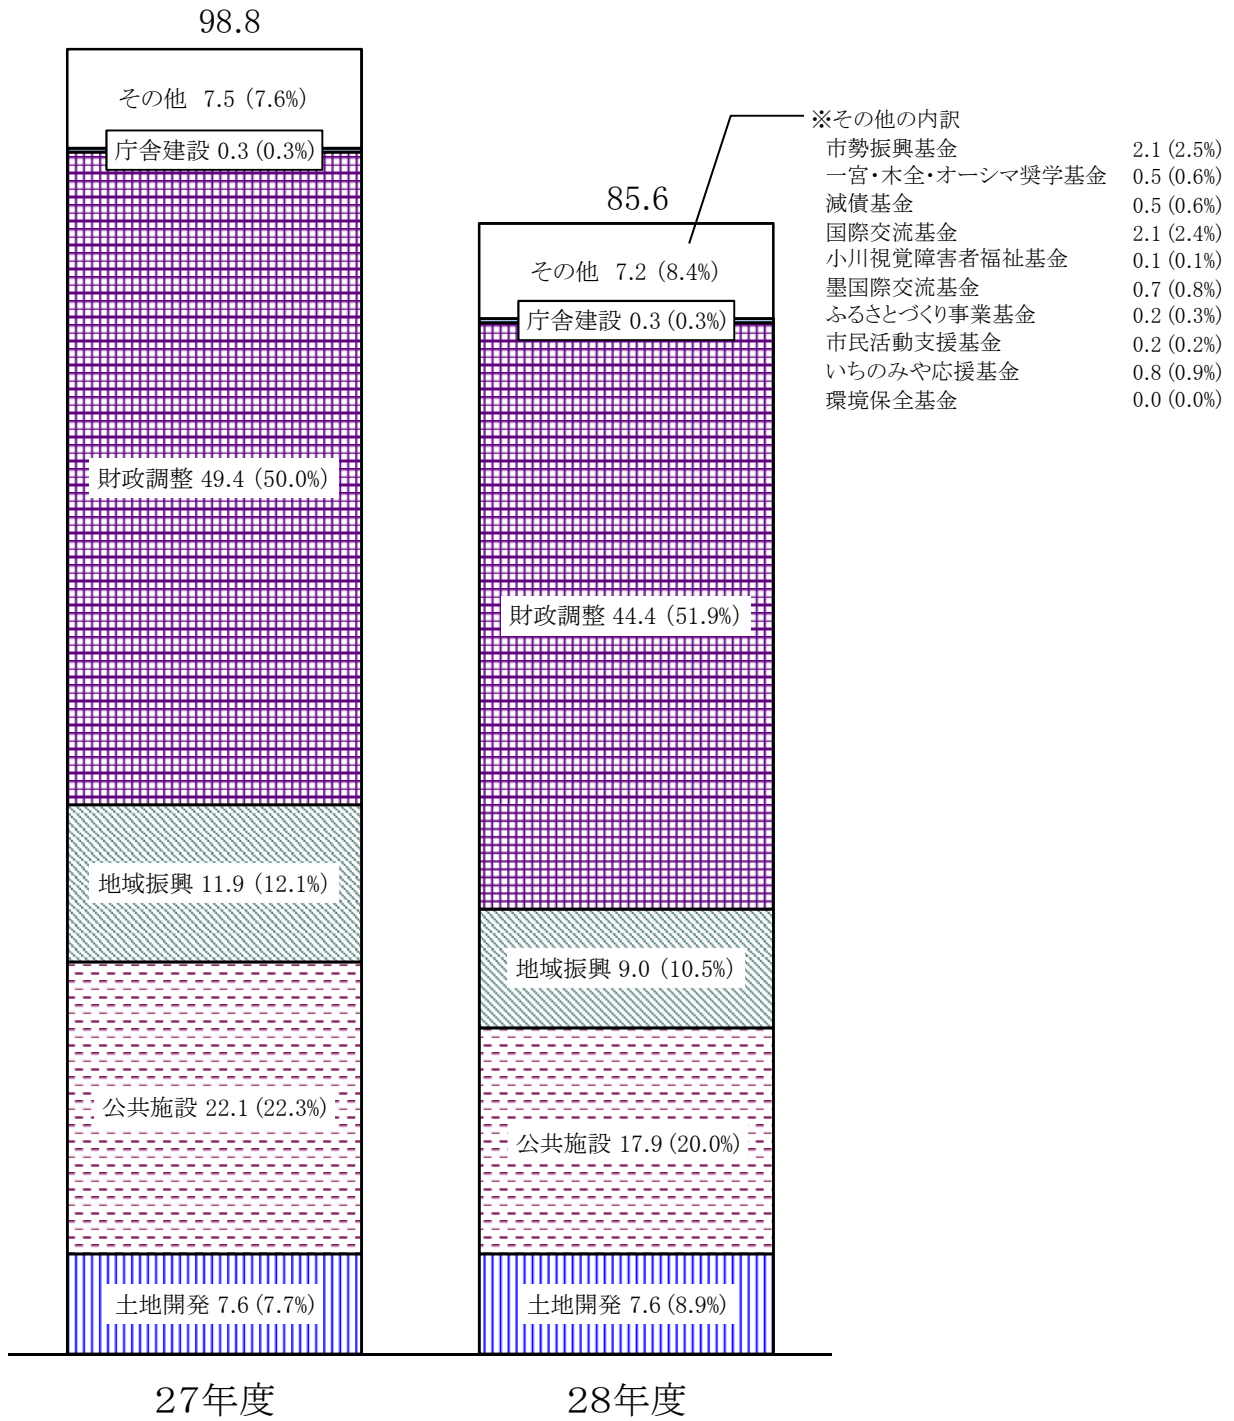 98.8
その他 7.5 (7.6%)
庁舎建設 0.3 (0.3%)
財政調整 49.4 (50.0%)
地域振興 11.9 (12.1%)
公共施設 22.1 (22.3%)
土地開発 7.6 (7.7%)
27年度
85.6
その他 7.2 (8.4%)
庁舎建設 0.3 (0.3%)
財政調整 44.4 (51.9%)
地域振興 9.0 (10.5%)
公共施設 17.9 (20.0%)
土地開発 7.6 (8.9%)
28年度
※その他の内訳
市勢振興基金 2.1 (2.5%)
一宮・木全・オーシマ奨学基金 0.5 (0.6%)
減債基金 0.5 (0.6%)
国際交流基金 2.1 (2.4%)
小川視覚障害者福祉基金 0.1 (0.1%)
墨国際交流基金 0.7 (0.8%)
ふるさとづくり事業基金 0.2 (0.3%)
市民活動支援基金 0.2 (0.2%)
いちのみや応援基金 0.8 (0.9%)
環境保全基金 0.0 (0.0%)